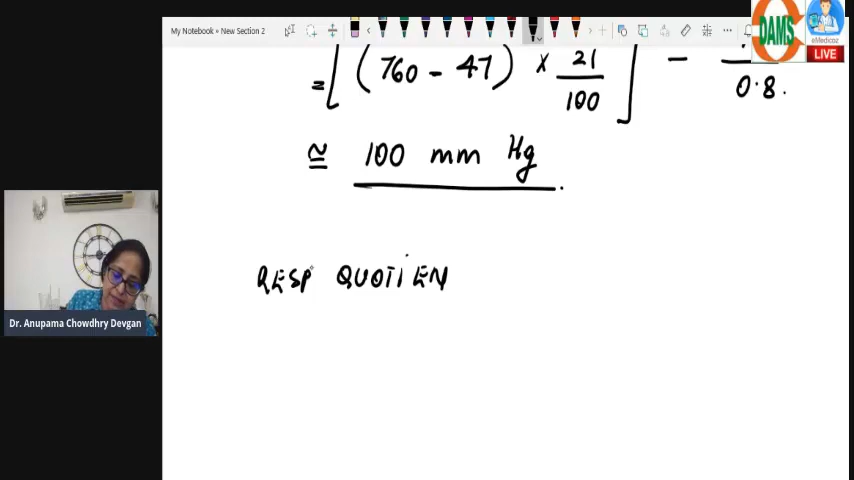 My Notebook » New Section 2
DAMS
eMedicoz
LIVE
= [ (760 - 47) × 21/100 ] - 0.8.
≅ 100 mm Hg.
RESP QUOTIEN
Dr. Anupama Chowdhry Devgan